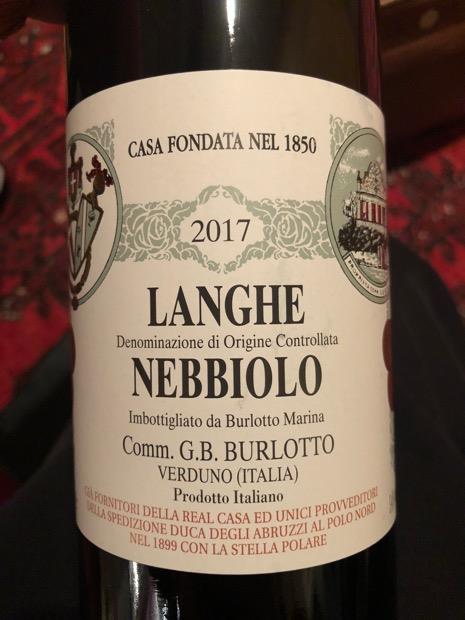 CASA FONDATA NEL 1850
2017
LANGHE
Denominazione di Origine Controllata
NEBBIOLO
Imbottigliato da Burlotto Marina
Comm. G.B. BURLOTTO
VERDUNO (ITALIA)
Prodotto Italiano
GIÀ FORNITORI DELLA REAL CASA ED UNICI PROVVEDITORI
DELLA SPEDIZIONE DUCA DEGLI ABRUZZI AL POLO NORD
NEL 1899 CON LA STELLA POLARE